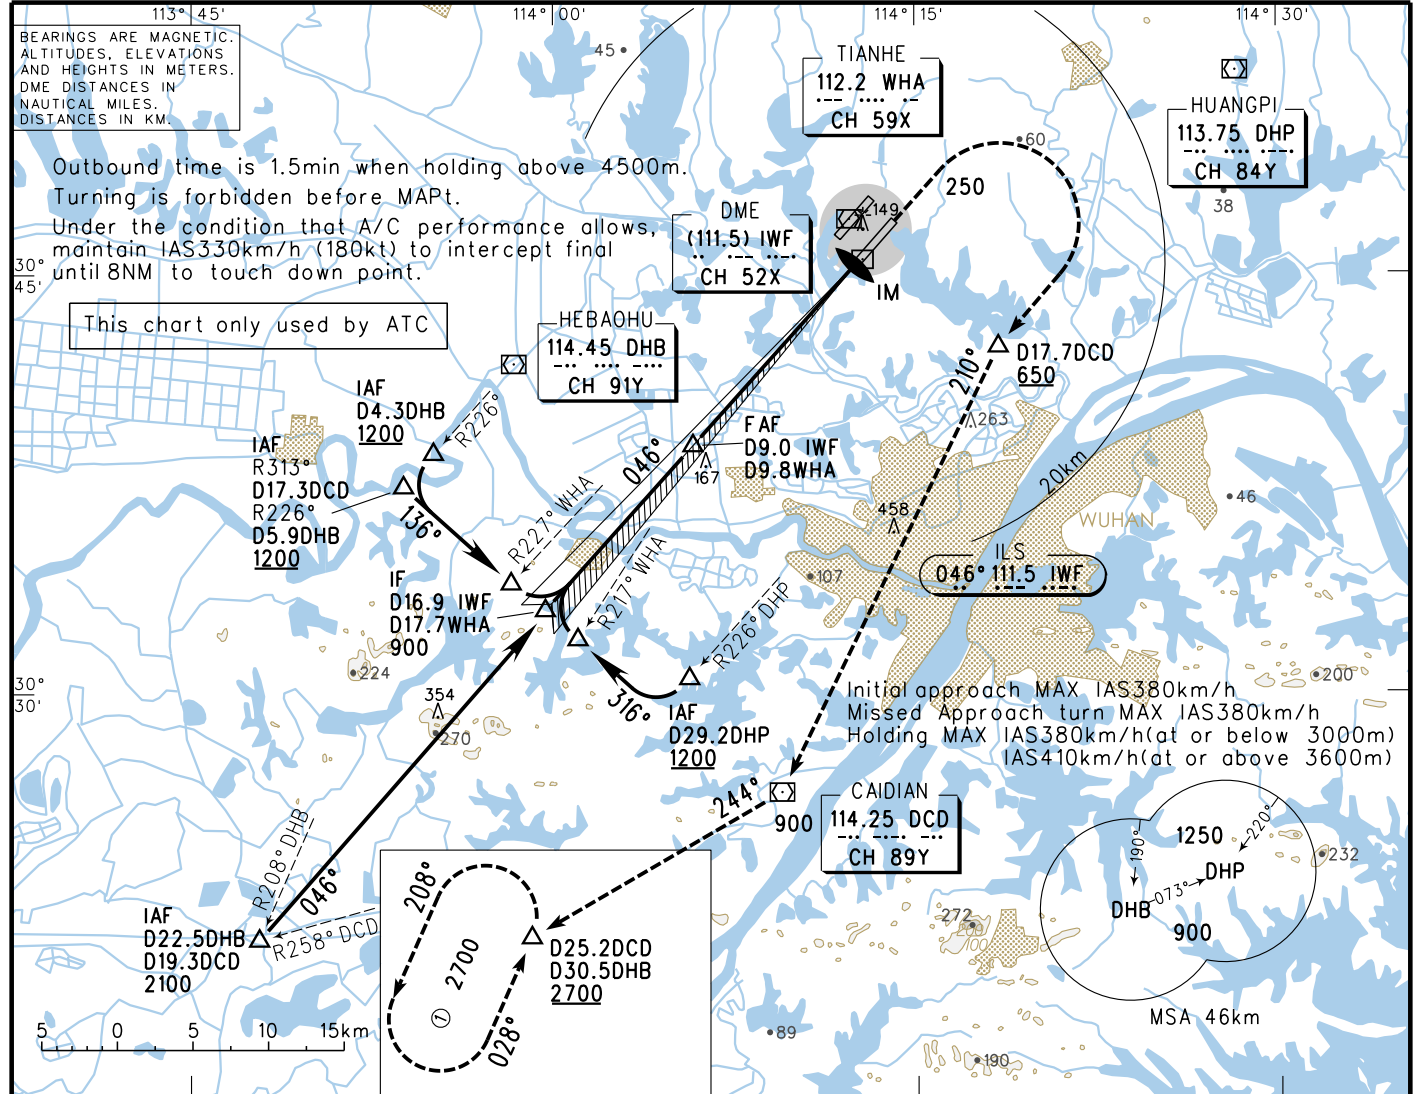 113° 45'
114° 00'
114° 15'
114° 30'
BEARINGS ARE MAGNETIC.
ALTITUDES, ELEVATIONS
AND HEIGHTS IN METERS.
DME DISTANCES IN
NAUTICAL MILES.
DISTANCES IN KM.
45
TIANHE
112.2 WHA
CH 59X
HUANGPI
113.75 DHP
CH 84Y
60
38
Outbound time is 1.5min when holding above 4500m.
Turning is forbidden before MAPt.
Under the condition that A/C performance allows,
maintain IAS330km/h (180kt) to intercept final
until 8NM to touch down point.
250
149
DME
(111.5) IWF
CH 52X
IM
30°
45'
This chart only used by ATC
HEBAOHU
114.45 DHB
CH 91Y
D17.7DCD
650
210°
IAF
D4.3DHB
1200
R226°
263
IAF
R313°
D17.3DCD
R226°
D5.9DHB
1200
046°
FAF
D9.0 IWF
D9.8WHA
167
20km
46
136°
R227° WHA
458
WUHAN
ILS
046° 111.5 IWF
R217° WHA
107
R226° DHP
IF
D16.9 IWF
D17.7WHA
900
224
200
30°
30'
354
270
316°
IAF
D29.2DHP
1200
Initial approach MAX IAS380km/h
Missed Approach turn MAX IAS380km/h
Holding MAX IAS380km/h(at or below 3000m)
IAS410km/h(at or above 3600m)
244°
900
CAIDIAN
114.25 DCD
CH 89Y
1250
220°
190°
DHP
073°
DHB
900
232
MSA 46km
R208° DHB
046°
R258° DCD
IAF
D22.5DHB
D19.3DCD
2100
208°
2700
1
028°
D25.2DCD
D30.5DHB
2700
272
200
100
89
190
5 0 5 10 15km